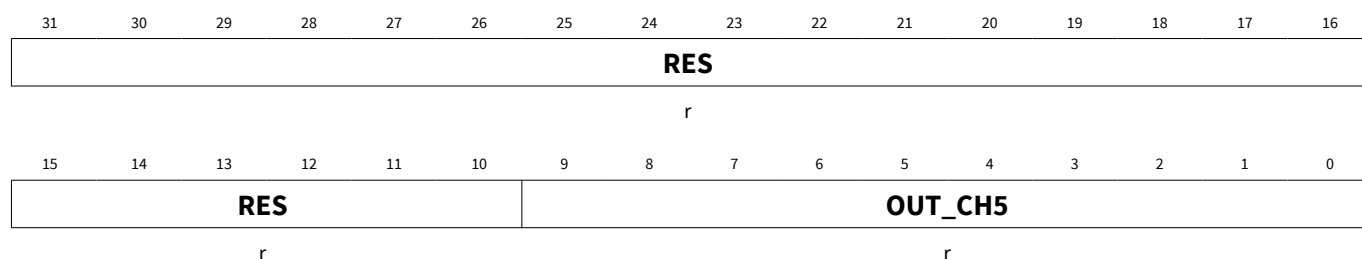 31 30 29 28 27 26 25 24 23 22 21 20 19 18 17 16
RES
r
15 14 13 12 11 10 9 8 7 6 5 4 3 2 1 0
RES OUT_CH5
r r